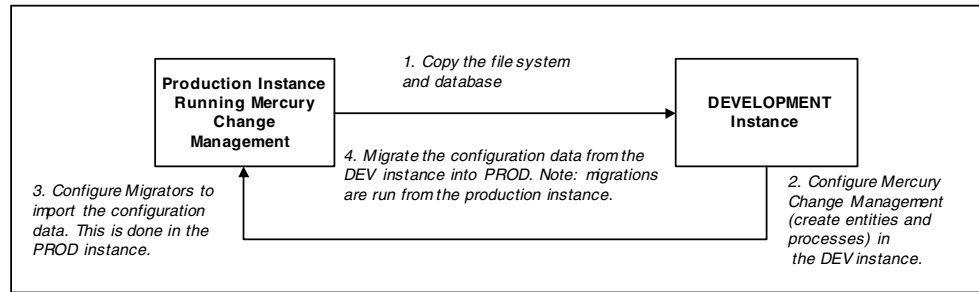 Production Instance
Running Mercury
Change
Management
1. Copy the file system
and database
DEVELOPMENT
Instance
4. Migrate the configuration data from the
DEV instance into PROD. Note: migrations
are run from the production instance.
3. Configure Migrators to
import the configuration
data. This is done in the
PROD instance.
2. Configure Mercury
Change Management
(create entities and
processes) in
the DEV instance.